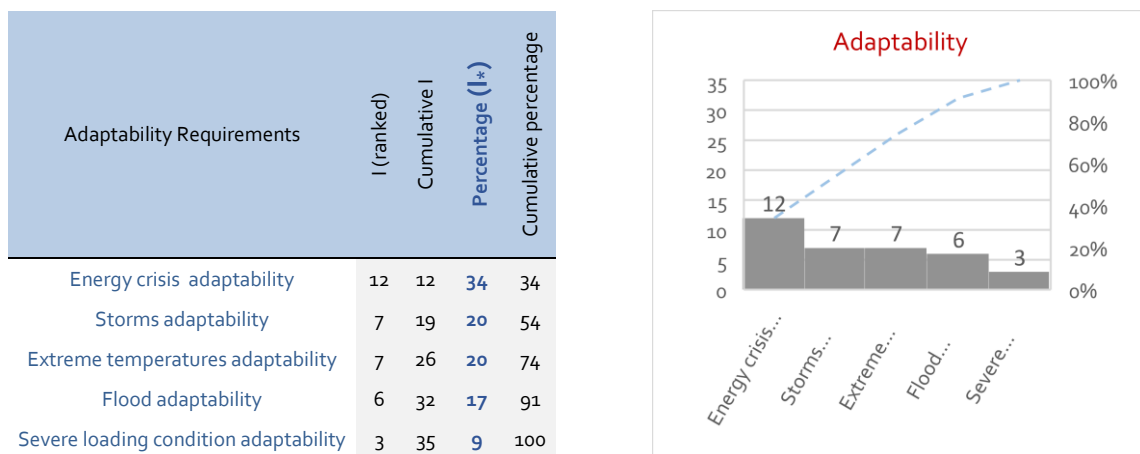 Adaptability Requirements I (ranked) Cumulative I Percentage (I*) Cumulative percentage
Energy crisis adaptability 12 12 34 34
Storms adaptability 7 19 20 54
Extreme temperatures adaptability 7 26 20 74
Flood adaptability 6 32 17 91
Severe loading condition adaptability 3 35 9 100
Adaptability
35
30
25
20
15
10
5
0
12
7
7
6
3
100%
80%
60%
40%
20%
0%
Energy crisis...
Storms...
Extreme...
Flood...
Severe...